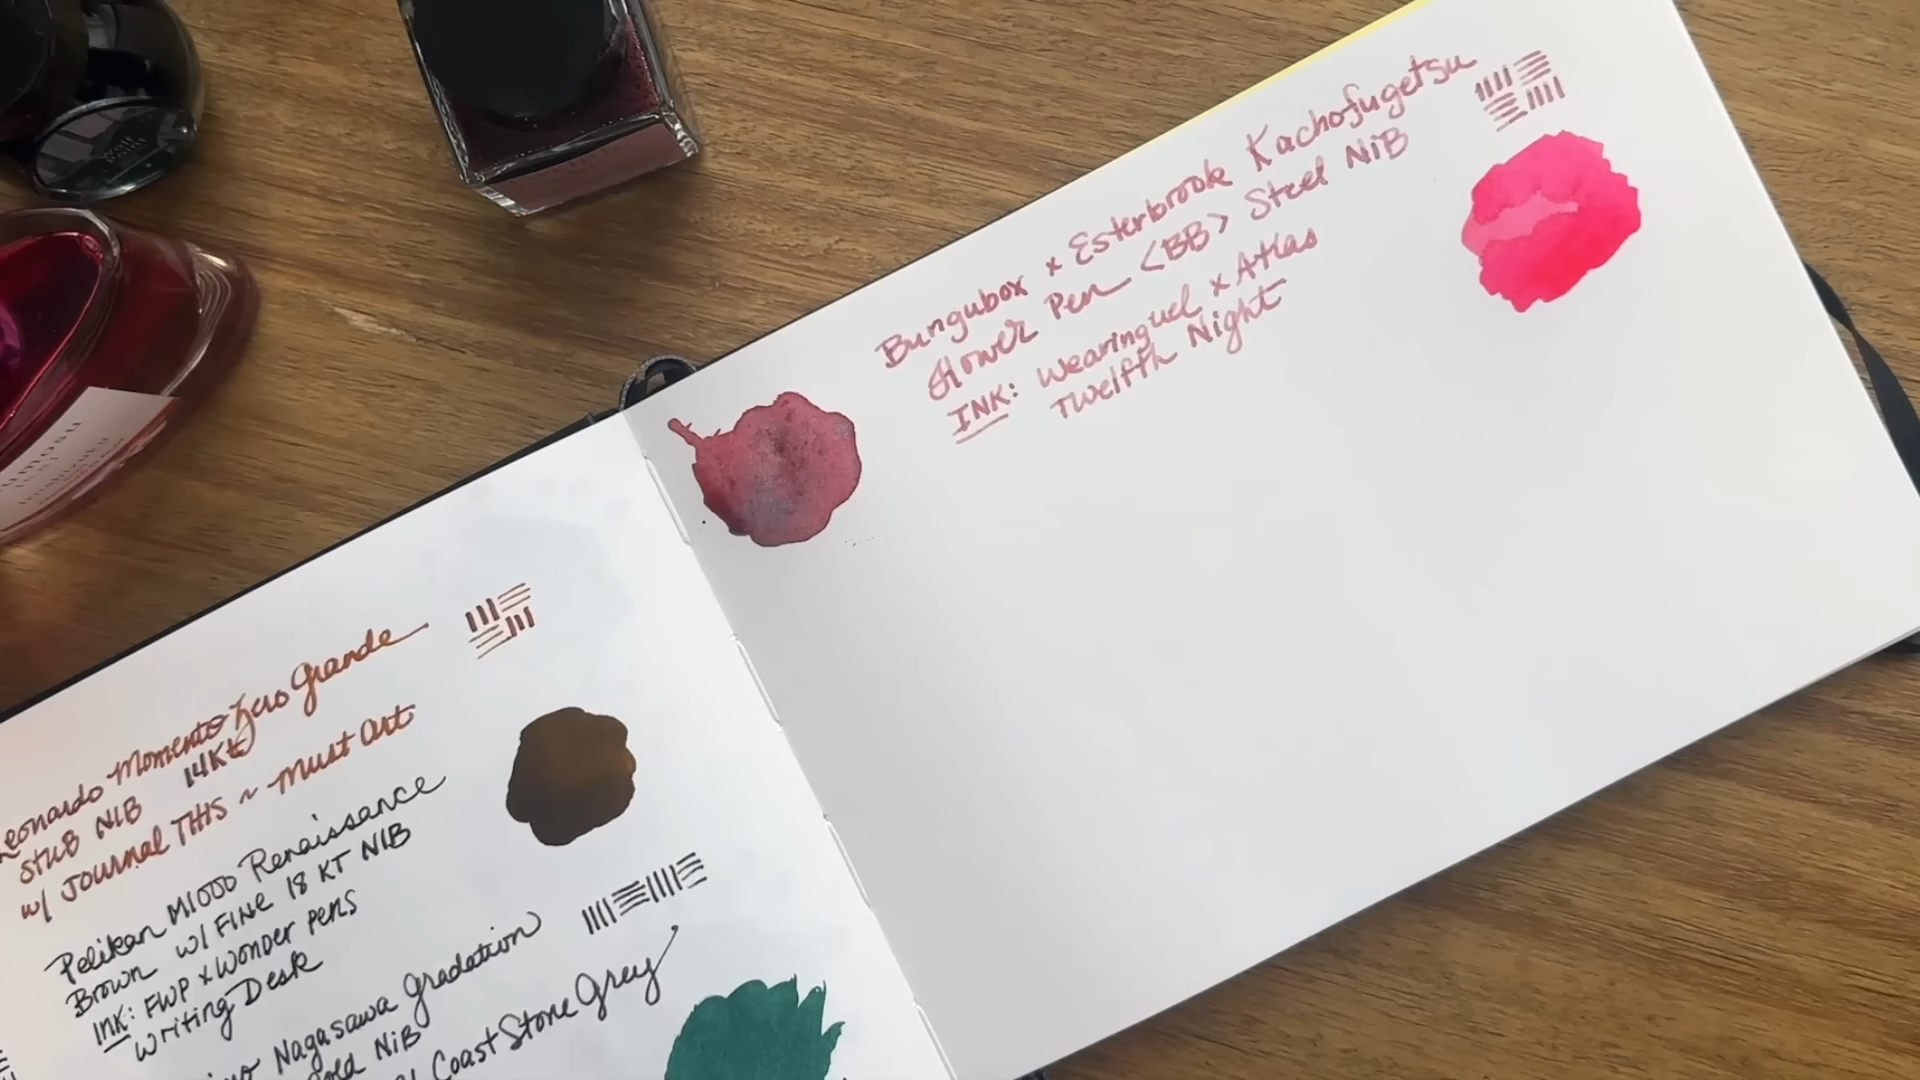 Leonardo Momento Zero Grande
STUB NIB 14Kt
w/ JOURNAL THIS ~ Must Art
Pelikan M1000 Renaissance
Brown w/ FINE 18 KT NIB
INK: FWP x WONDER PENS
Writing Desk
Nagasawa Gradation
NIB
Coast Stone Grey
Bungubox x Esterbrook Kachofugetsu
Flower Pen <BB> Steel NIB
INK: Wearingeul x Atlas
Twelfth Night